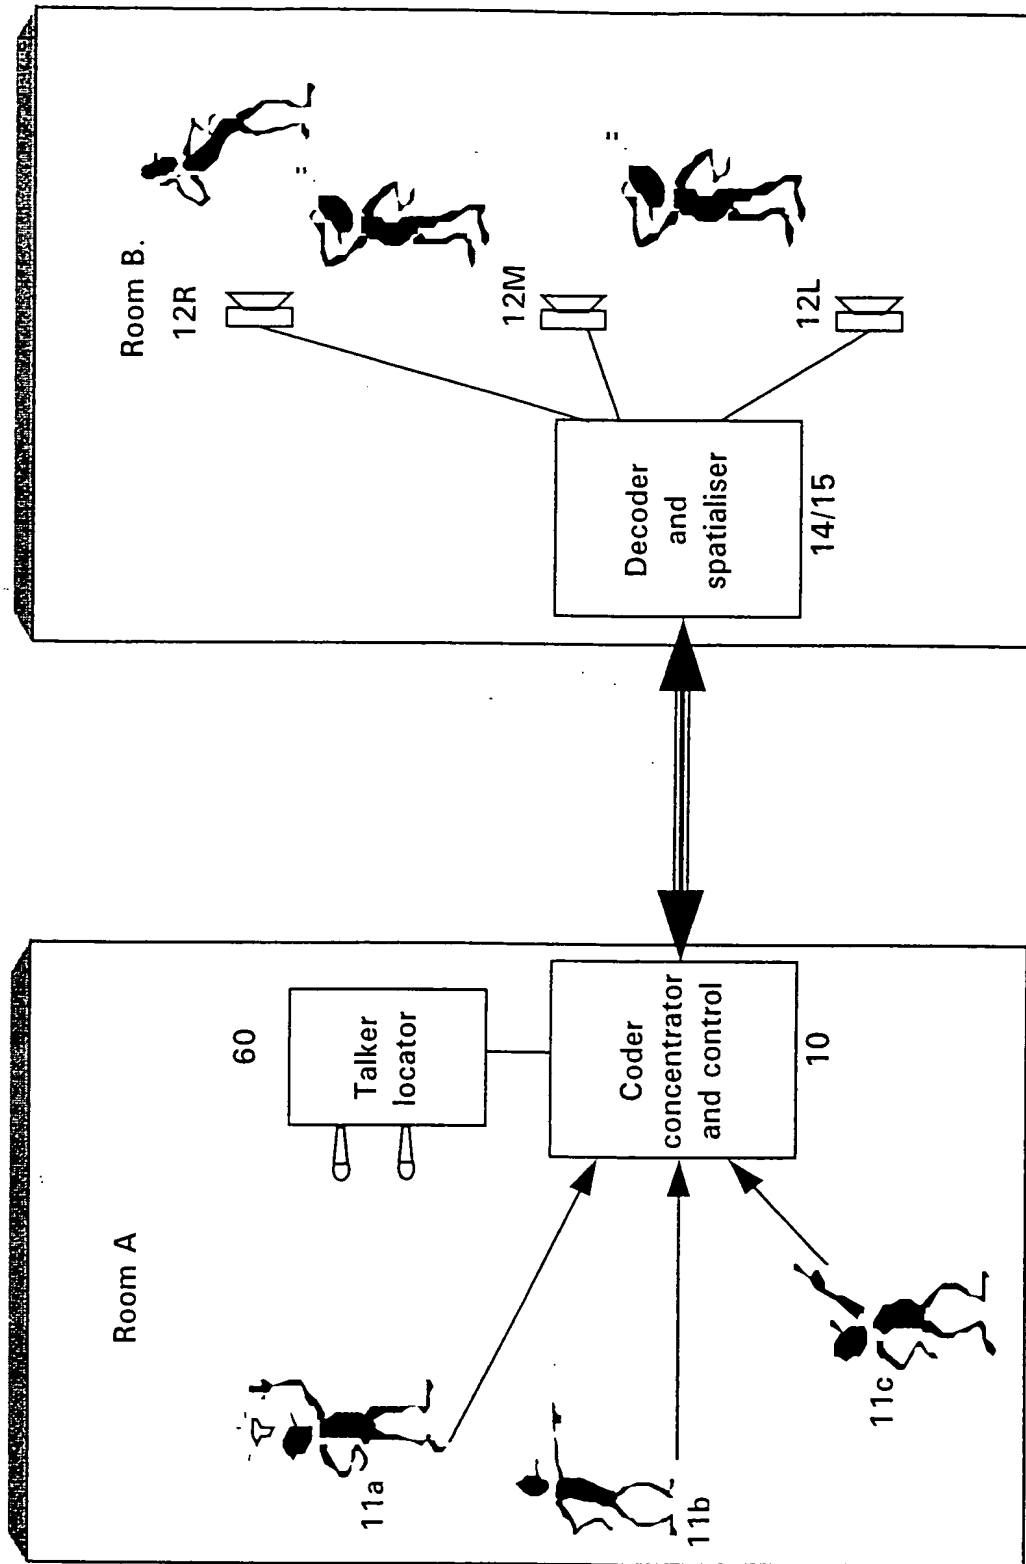 Room A
60
Talker
locator
11a
11b
11c
Coder
concentrator
and control
10
Room B.
12R
12M
12L
Decoder
and
spatialiser
14/15